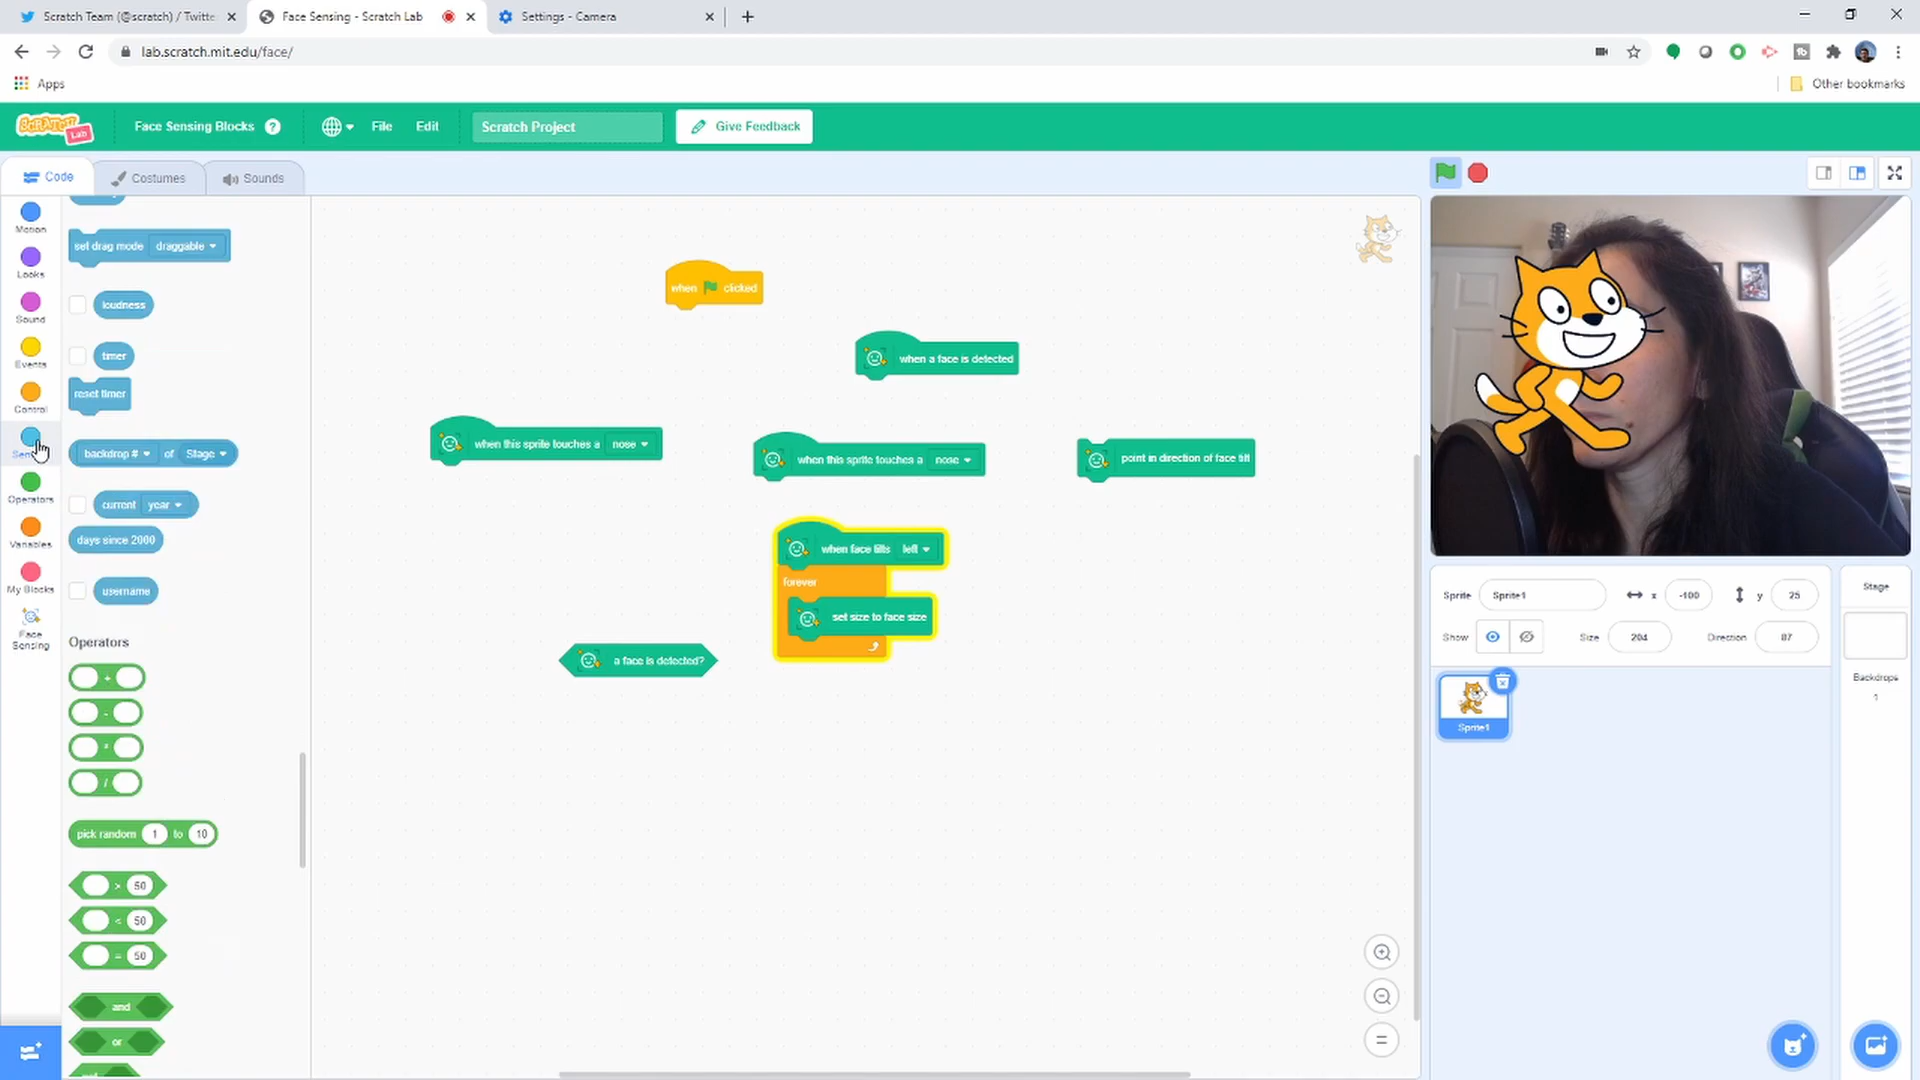 Scratch Team (@scratch) / Twitte
Face Sensing - Scratch Lab
Settings - Camera
lab.scratch.mit.edu/face/
Apps
Other bookmarks
SCRATCH Lab
Face Sensing Blocks
File
Edit
Scratch Project
Give Feedback
Code
Costumes
Sounds
Motion
Looks
Sound
Events
Control
Operators
Variables
My Blocks
Face
Sensing
set drag mode draggable
loudness
timer
reset timer
backdrop # of Stage
current year
days since 2000
username
Operators
+
-
*
/
pick random 1 to 10
> 50
< 50
= 50
and
or
when clicked
when a face is detected
when this sprite touches a nose
when this sprite touches a nose
point in direction of face tilt
when face tilts left
forever
set size to face size
a face is detected?
Sprite Sprite1 x -100 y 25
Show Size 204 Direction 87
Sprite1
Stage
Backdrops
1